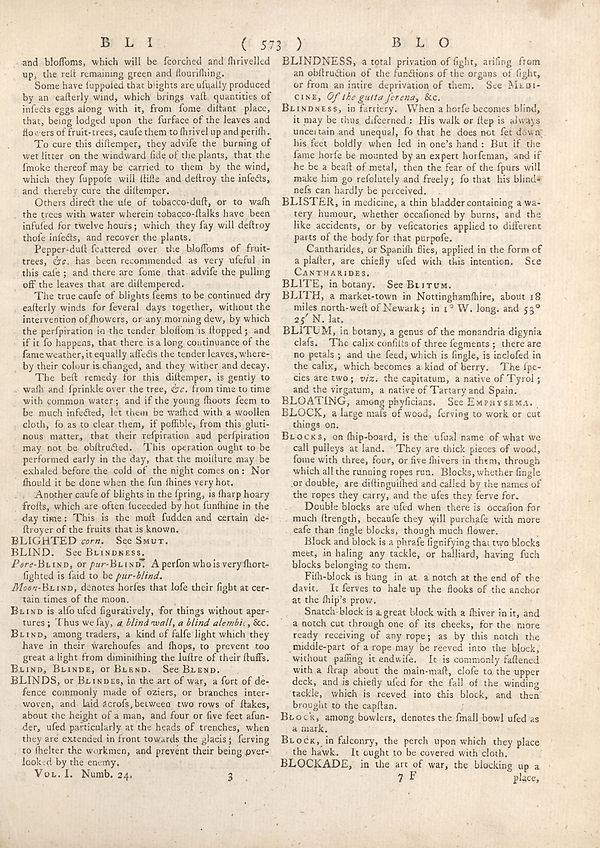 B L I ( 573 ) B L O
and blossoms, which will be scorched and shrivelled
up, the rest remaining green and flourishing.
Some have supposed that blights are usually produced
by an easterly wind, which brings vast quantities of
infects eggs along with it, from some distant place,
that, being lodged upon the surface of the leaves and
flowers of fruit-trees, cause them to shrivel up and perish.
To cure this distemper, they advise the burning of
wet litter on the windward side of the plants, that the
smoke thereof may be carried to them by the wind,
which they suppose will stifle and destroy the insects,
and thereby cure the distemper.
Others direct the use of tobacco-dust, or to wash
the trees with water wherein tobacco-stalks have been
infused for twelve hours; which they say will destroy
those insects, and recover the plants.
Pepper-dust scattered over the blossoms of fruit-
trees, &c. has been recommended as very useful in
this case; and there are some that advise the pulling
off the leaves that are distempered.
The true cause of blights seems to be continued dry
easterly winds for several days together, without the
intervention of showers, or any morning dew, by which
the perspiration in the tender blossom is stopped; and
if it so happens, that there is a long continuance of the
same weather, it equally affects the tender leaves, where-
by their colour is changed, and they wither and decay.
The best remedy for this distemper, is gently to
wash and sprinkle over the tree, &c. from time to time
with common water; and if the young shoots seem to
be much infected, let them be washed with a woollen
cloth, so as to clear them, if possible, from this gluti-
nous matter, that their respiration and perspiration
may not be obstructed. This operation ought to be
performed early in the day, that the moisture may be
exhaled before the cold of the night comes on: Nor
should it be done when the sun shines very hot.
Another cause of blights in the spring, is sharp hoary
frosts, which are often succeeded by hot sunshine in the
day time: This is the most sudden and certain de-
stroyer of the fruits that is known.
BLIGHTED corn. See SMUT.
BLIND. See BLINDNESS.
Pore-BLIND, or pur-BLIND. A person who is very short-
sighted is said to be pur-blind.
Moon-BLIND, denotes horses that lose their sight at cer-
tain times of the moon.
BLIND is also used figuratively, for things without aper-
tures; Thus we say, a blind wall, a blind alembic, &c.
BLIND, among traders, a kind of false light which they
have in their warehouses and shops, to prevent too
great a light from diminishing the lustre of their stuffs.
BLIND, BLINDE, or BLEND. See BLEND.
BLINDS, or BLINDES, in the art of war, a sort of de-
fence commonly made of oziers, or branches inter-
woven, and laid across, between two rows of stakes,
about the height of a man, and four or five feet asun-
der, used particularly at the heads of trenches, when
they are extended in front towards the glacis; serving
to shelter the workmen, and prevent their being over-
looked by the enemy.
VOL. I. Numb. 24. 3
BLINDNESS, a total privation of sight, arising from
an obstruction of the functions of the organs of sight,
or from an intire deprivation of them. See MEDI-
CINE, Of the gutta serena, &c.
BLINDNESS, in farriery. When a horse becomes blind,
it may be thus discerned: His walk or step is always
uncertain and unequal, so that he does not set down
his feet boldly when led in one's hand: But if the
same horse be mounted by an expert horseman, and if
he be a beast of metal, then the fear of the spurs will
make him go resolutely and freely; so that his blind-
ness can hardly be perceived.
BLISTER, in medicine, a thin bladder containing a wa-
tery humour, whether occasioned by burns, and the
like accidents, or by vesicatories applied to different
parts of the body for that purpose.
Cantharides, or Spanish flies, applied in the form of
a plaster, are chiefly used with this intention. See
CANTHARIDES.
BLITE, in botany. See BLITUM.
BLITH, a market-town in Nottinghamshire, about 18
miles north-west of Newark; in 1° W. long. and 53°
25′ N. lat.
BLITUM, in botany, a genus of the monandria digynia
class. The calix consists of three segments; there are
no petals; and the seed, which is single, is inclosed in
the calix, which becomes a kind of berry. The spe-
cies are two; viz. the capitatum, a native of Tyrol;
and the virgatum, a native of Tartary and Spain.
BLOATING, among physicians. See EMPHYSEMA.
BLOCK, a large mass of wood, serving to work or cut
things on.
BLOCKS, on ship-board, is the usual name of what we
call pulleys at land. They are thick pieces of wood,
some with three, four, or five shivers in them, through
which all the running ropes run. Blocks, whether single
or double, are distinguished and called by the names of
the ropes they carry, and the uses they serve for.
Double blocks are used when there is occasion for
much strength, because they will purchase with more
ease than single blocks, though much slower.
Block and block is a phrase signifying that two blocks
meet, in haling any tackle, or halliard, having such
blocks belonging to them.
Fish-block is hung in at a notch at the end of the
davit. It serves to hale up the flooks of the anchor
at the ship's prow.
Snatch-block is a great block with a shiver in it, and
a notch cut through one of its cheeks, for the more
ready receiving of any rope; as by this notch the
middle-part of a rope may be reeved into the block,
without passing it endwise. It is commonly fastened
with a strap about the main-mast, close to the upper
deck, and is chiefly used for the fall of the winding
tackle, which is reeved into this block, and then
brought to the capstan.
BLOCK, among bowlers, denotes the small bowl used as
a mark.
BLOCK, in falconry, the perch upon which they place
the hawk. It ought to be covered with cloth.
BLOCKADE, in the art of war, the blocking up a
7 F place,